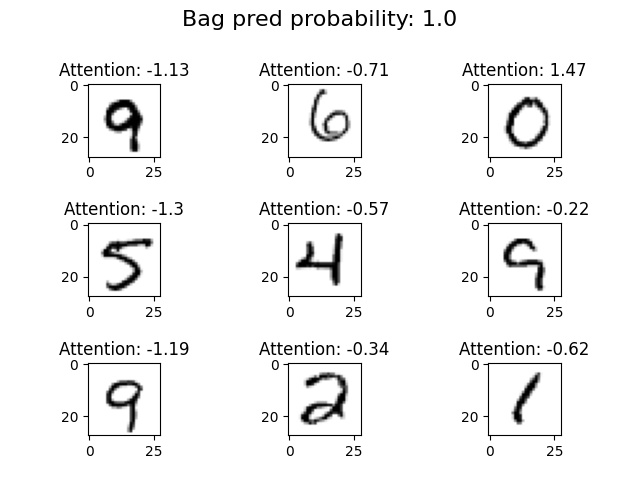 Bag pred probability: 1.0
Attention: -1.13 Attention: -0.71 Attention: 1.47
0 0 0
9 6 0
20 20 20
0 25 0 25 0 25
Attention: -1.3 Attention: -0.57 Attention: -0.22
0 0 0
5 4 9
20 20 20
0 25 0 25 0 25
Attention: -1.19 Attention: -0.34 Attention: -0.62
0 0 0
9 2 1
20 20 20
0 25 0 25 0 25